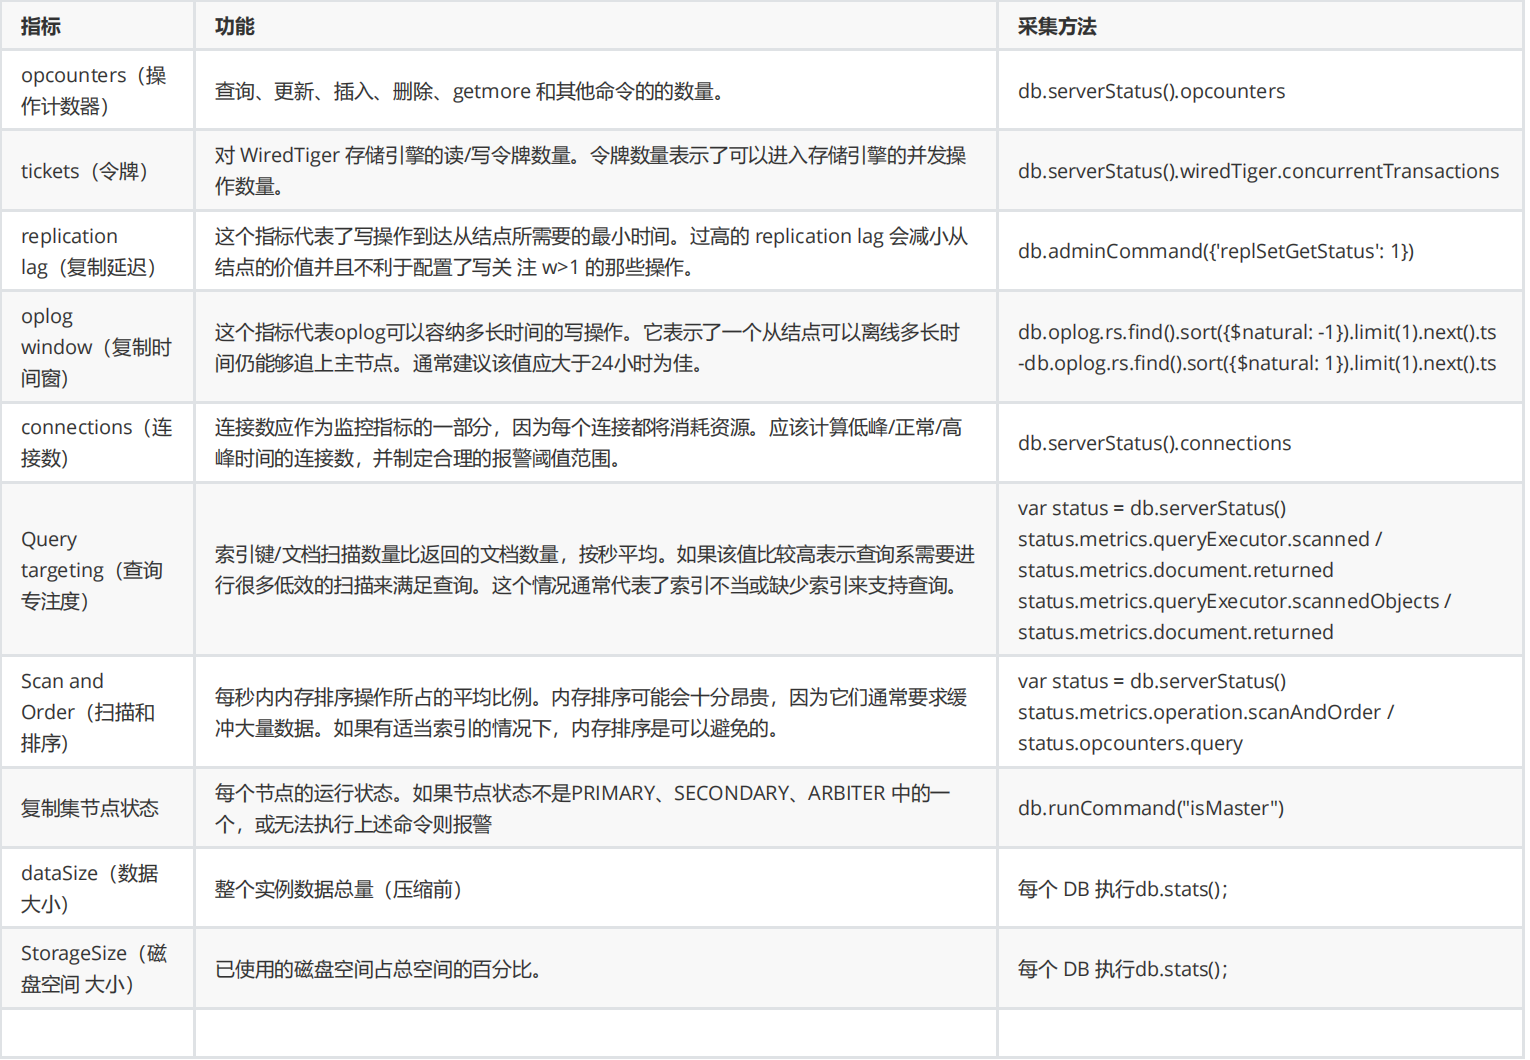 指标
功能
采集方法
opcounters（操
作计数器）
查询、更新、插入、删除、getmore 和其他命令的的数量。
db.serverStatus().opcounters
tickets（令牌）
对 WiredTiger 存储引擎的读/写令牌数量。令牌数量表示了可以进入存储引擎的并发操
作数量。
db.serverStatus().wiredTiger.concurrentTransactions
replication
lag（复制延迟）
这个指标代表了写操作到达从结点所需要的最小时间。过高的 replication lag 会减小从
结点的价值并且不利于配置了写关 注 w>1 的那些操作。
db.adminCommand({'replSetGetStatus': 1})
oplog
window（复制时
间窗）
这个指标代表oplog可以容纳多长时间的写操作。它表示了一个从结点可以离线多长时
间仍能够追上主节点。通常建议该值应大于24小时为佳。
db.oplog.rs.find().sort({$natural: -1}).limit(1).next().ts
-db.oplog.rs.find().sort({$natural: 1}).limit(1).next().ts
connections（连
接数）
连接数应作为监控指标的一部分，因为每个连接都将消耗资源。应该计算低峰/正常/高
峰时间的连接数，并制定合理的报警阈值范围。
db.serverStatus().connections
Query
targeting（查询
专注度）
索引键/文档扫描数量比返回的文档数量，按秒平均。如果该值比较高表示查询系需要进
行很多低效的扫描来满足查询。这个情况通常代表了索引不当或缺少索引来支持查询。
var status = db.serverStatus()
status.metrics.queryExecutor.scanned /
status.metrics.document.returned
status.metrics.queryExecutor.scannedObjects /
status.metrics.document.returned
Scan and
Order（扫描和
排序）
每秒内内存排序操作所占的平均比例。内存排序可能会十分昂贵，因为它们通常要求缓
冲大量数据。如果有适当索引的情况下，内存排序是可以避免的。
var status = db.serverStatus()
status.metrics.operation.scanAndOrder /
status.opcounters.query
复制集节点状态
每个节点的运行状态。如果节点状态不是PRIMARY、SECONDARY、ARBITER 中的一
个，或无法执行上述命令则报警
db.runCommand("isMaster")
dataSize（数据
大小）
整个实例数据总量（压缩前）
每个 DB 执行db.stats()；
StorageSize（磁
盘空间 大小）
已使用的磁盘空间占总空间的百分比。
每个 DB 执行db.stats()；